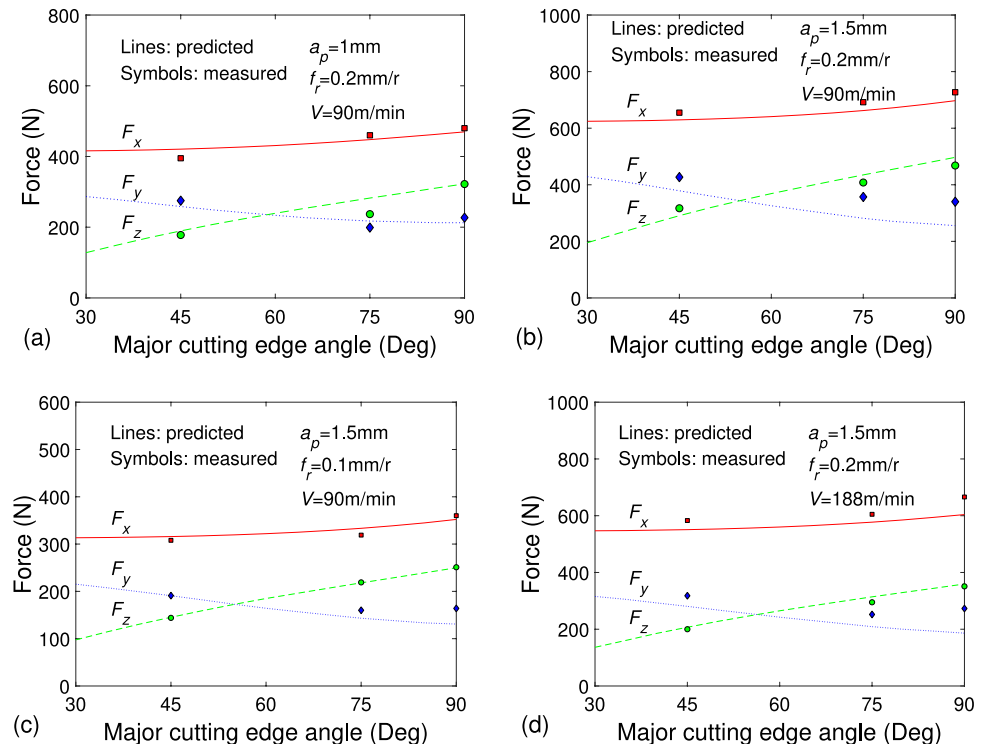 800
600
400
200
0
Force (N)
Lines: predicted
Symbols: measured
a_p=1mm
f_r=0.2mm/r
V=90m/min
F_x
F_y
F_z
30 45 60 75 90
(a) Major cutting edge angle (Deg)
1000
800
600
400
200
0
Force (N)
Lines: predicted
Symbols: measured
a_p=1.5mm
f_r=0.2mm/r
V=90m/min
F_x
F_y
F_z
30 45 60 75 90
(b) Major cutting edge angle (Deg)
600
500
400
300
200
100
0
Force (N)
Lines: predicted
Symbols: measured
a_p=1.5mm
f_r=0.1mm/r
V=90m/min
F_x
F_y
F_z
30 45 60 75 90
(c) Major cutting edge angle (Deg)
1000
800
600
400
200
0
Force (N)
Lines: predicted
Symbols: measured
a_p=1.5mm
f_r=0.2mm/r
V=188m/min
F_x
F_y
F_z
30 45 60 75 90
(d) Major cutting edge angle (Deg)